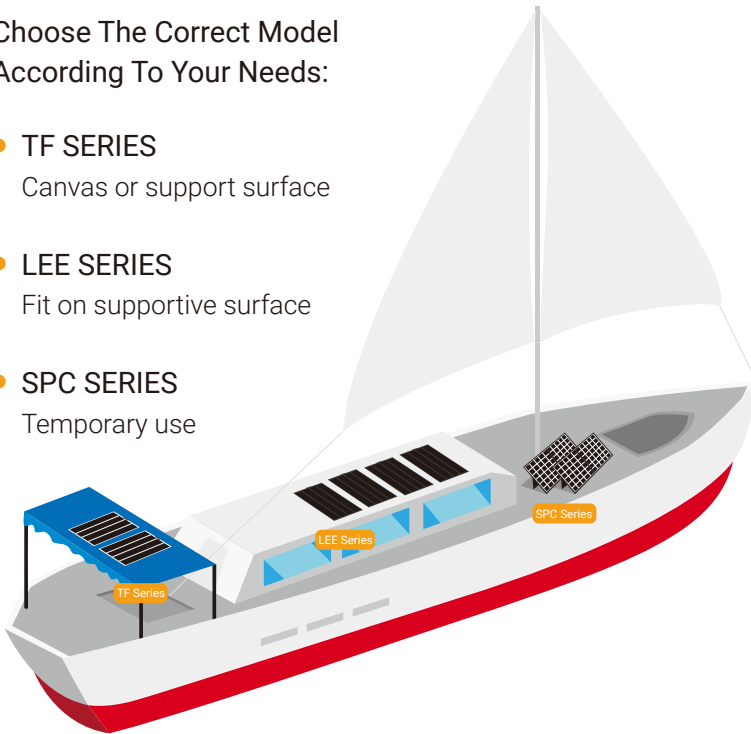 Choose The Correct Model
According To Your Needs:
TF SERIES
Canvas or support surface
LEE SERIES
Fit on supportive surface
SPC SERIES
Temporary use
SPC Series
LEE Series
TF Series